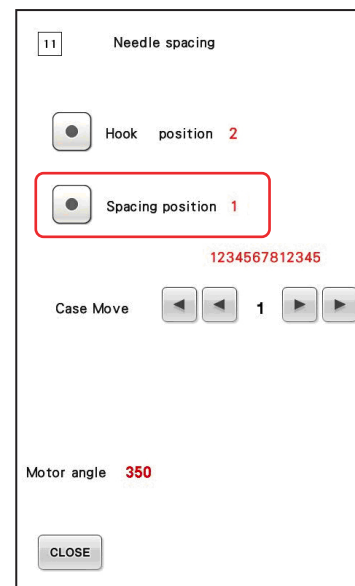 11 Needle spacing
Hook position 2
Spacing position 1
1234567812345
Case Move 1
Motor angle 350
CLOSE